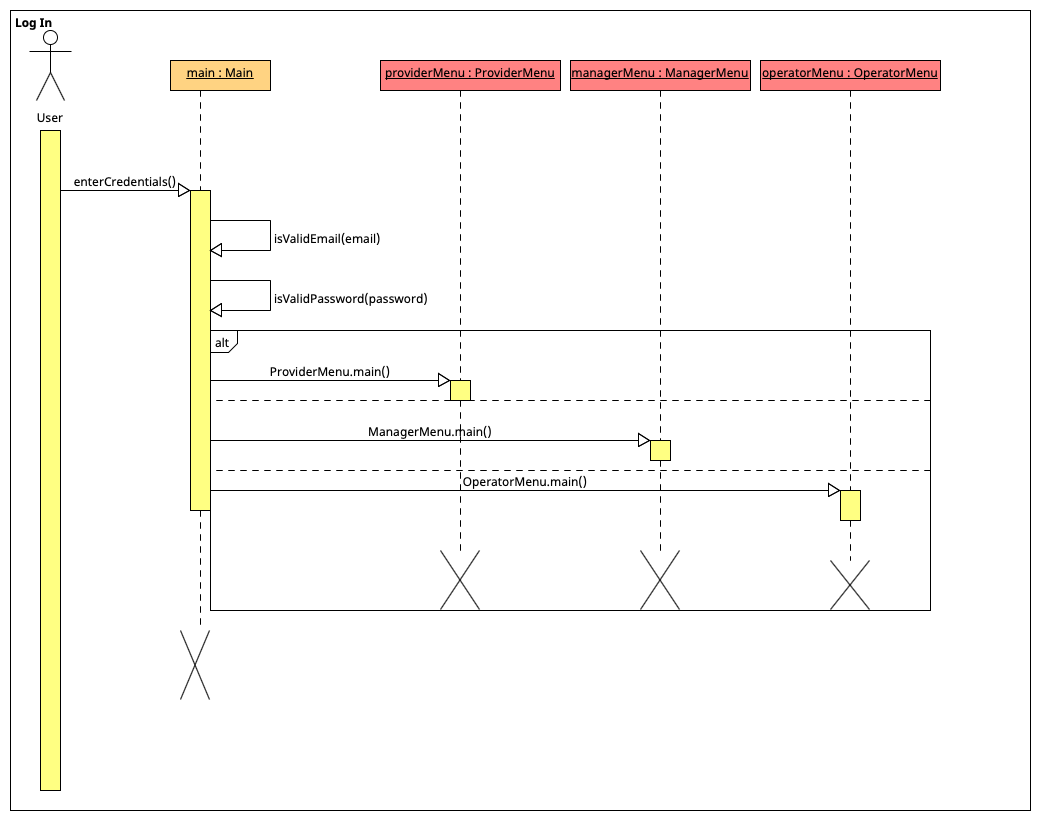 Log In
main : Main
providerMenu : ProviderMenu
managerMenu : ManagerMenu
operatorMenu : OperatorMenu
User
enterCredentials()
isValidEmail(email)
isValidPassword(password)
alt
ProviderMenu.main()
ManagerMenu.main()
OperatorMenu.main()